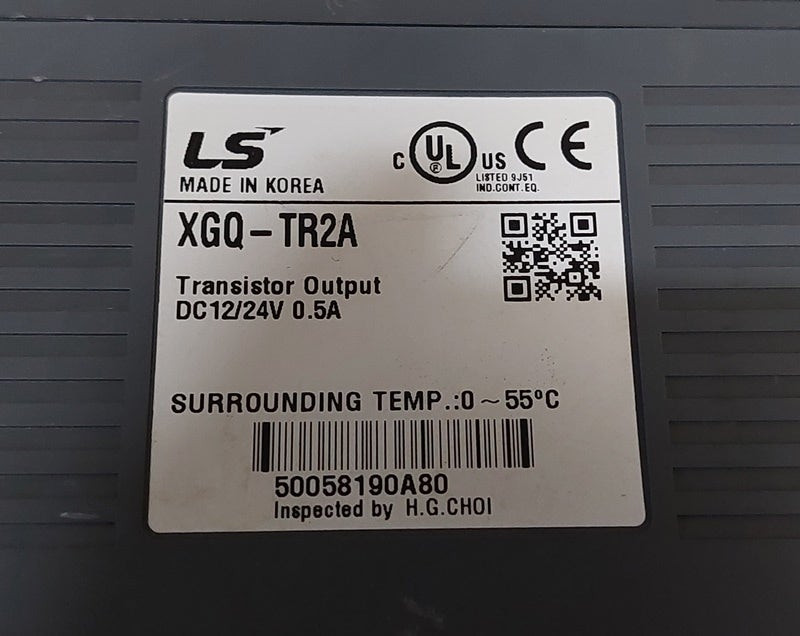 LS
MADE IN KOREA
C UL US CE
®
LISTED 9J51
IND.CONT.EQ.
XGQ-TR2A
Transistor Output
DC12/24V 0.5A
SURROUNDING TEMP.:0~55ºC
50058190A80
Inspected by H.G.CHOI